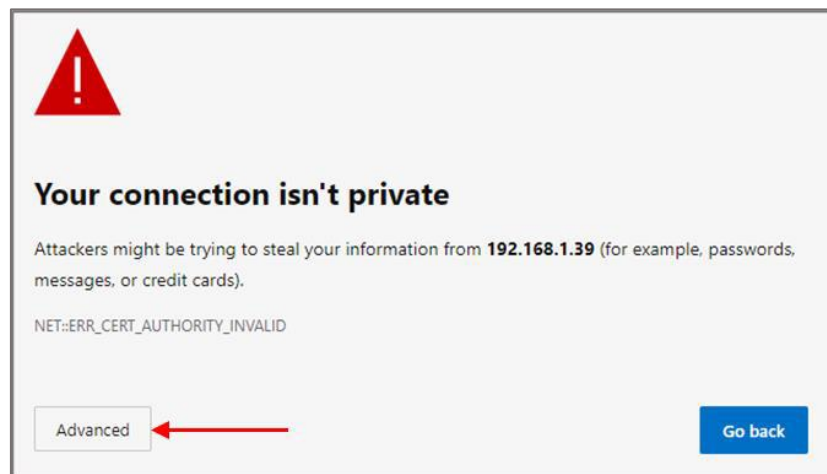 Your connection isn't private
Attackers might be trying to steal your information from 192.168.1.39 (for example, passwords,
messages, or credit cards).
NET::ERR_CERT_AUTHORITY_INVALID
Advanced
Go back